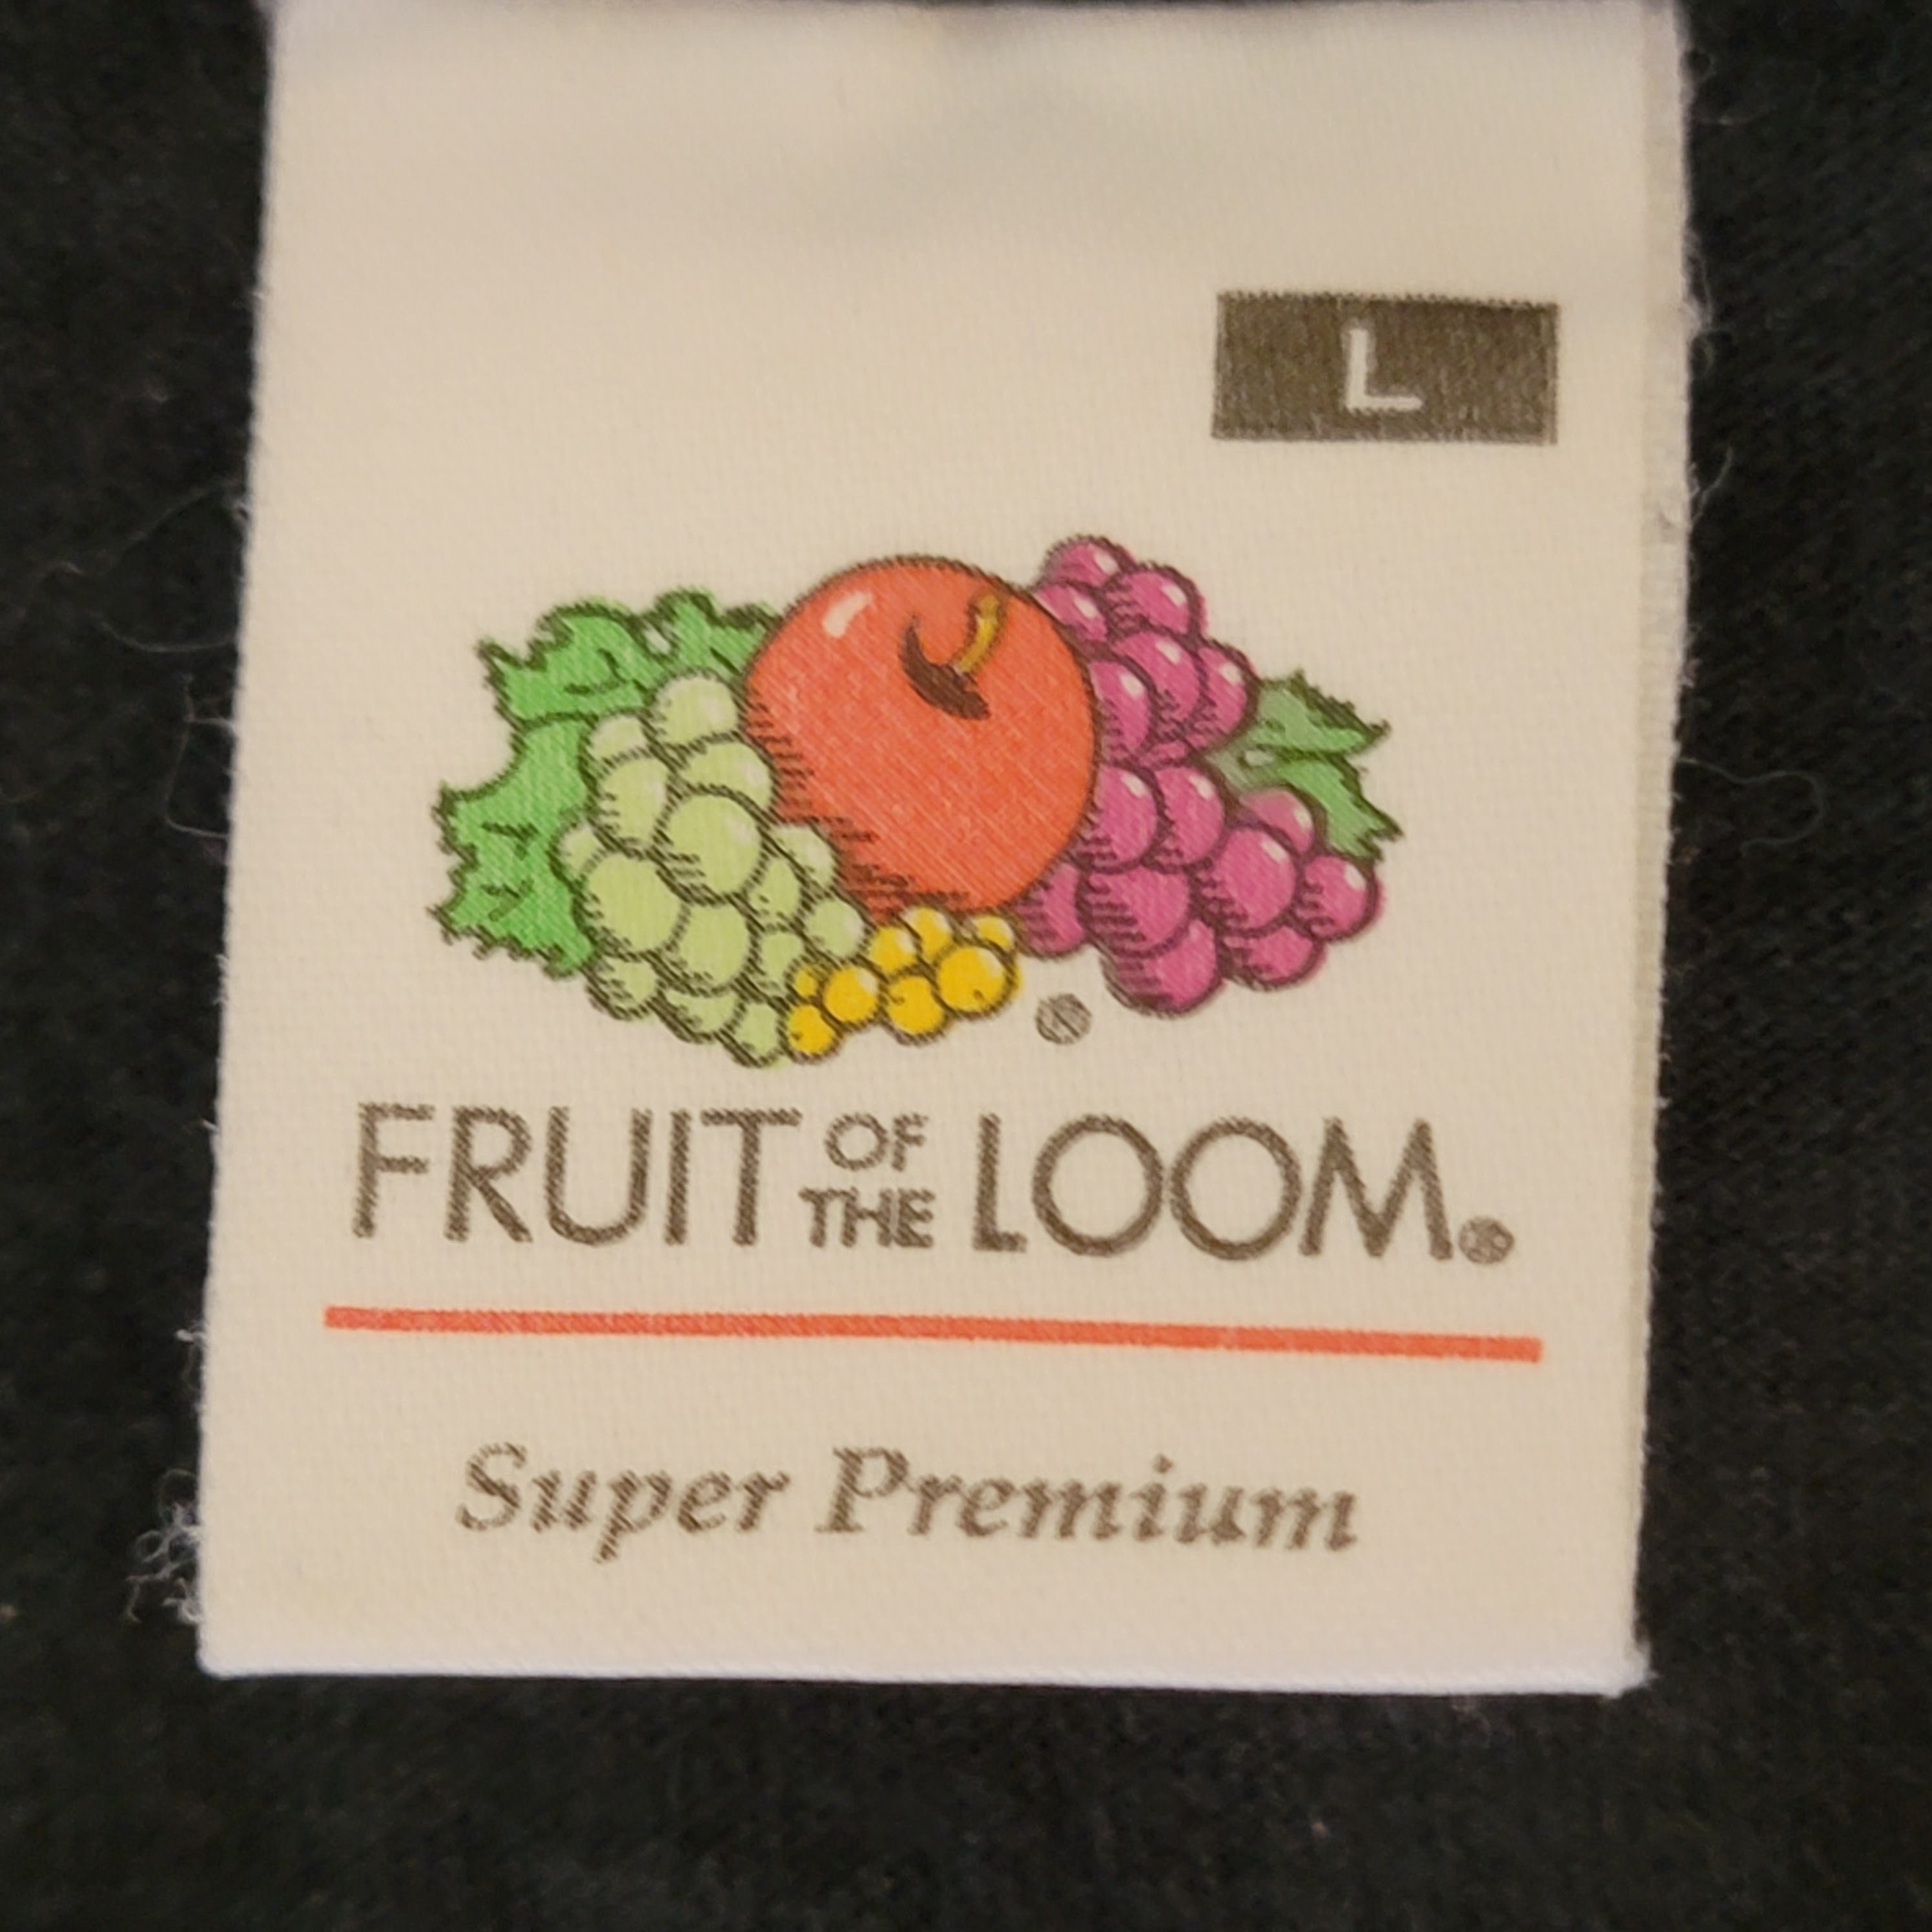 L
®
FRUIT OF THE LOOM®
Super Premium